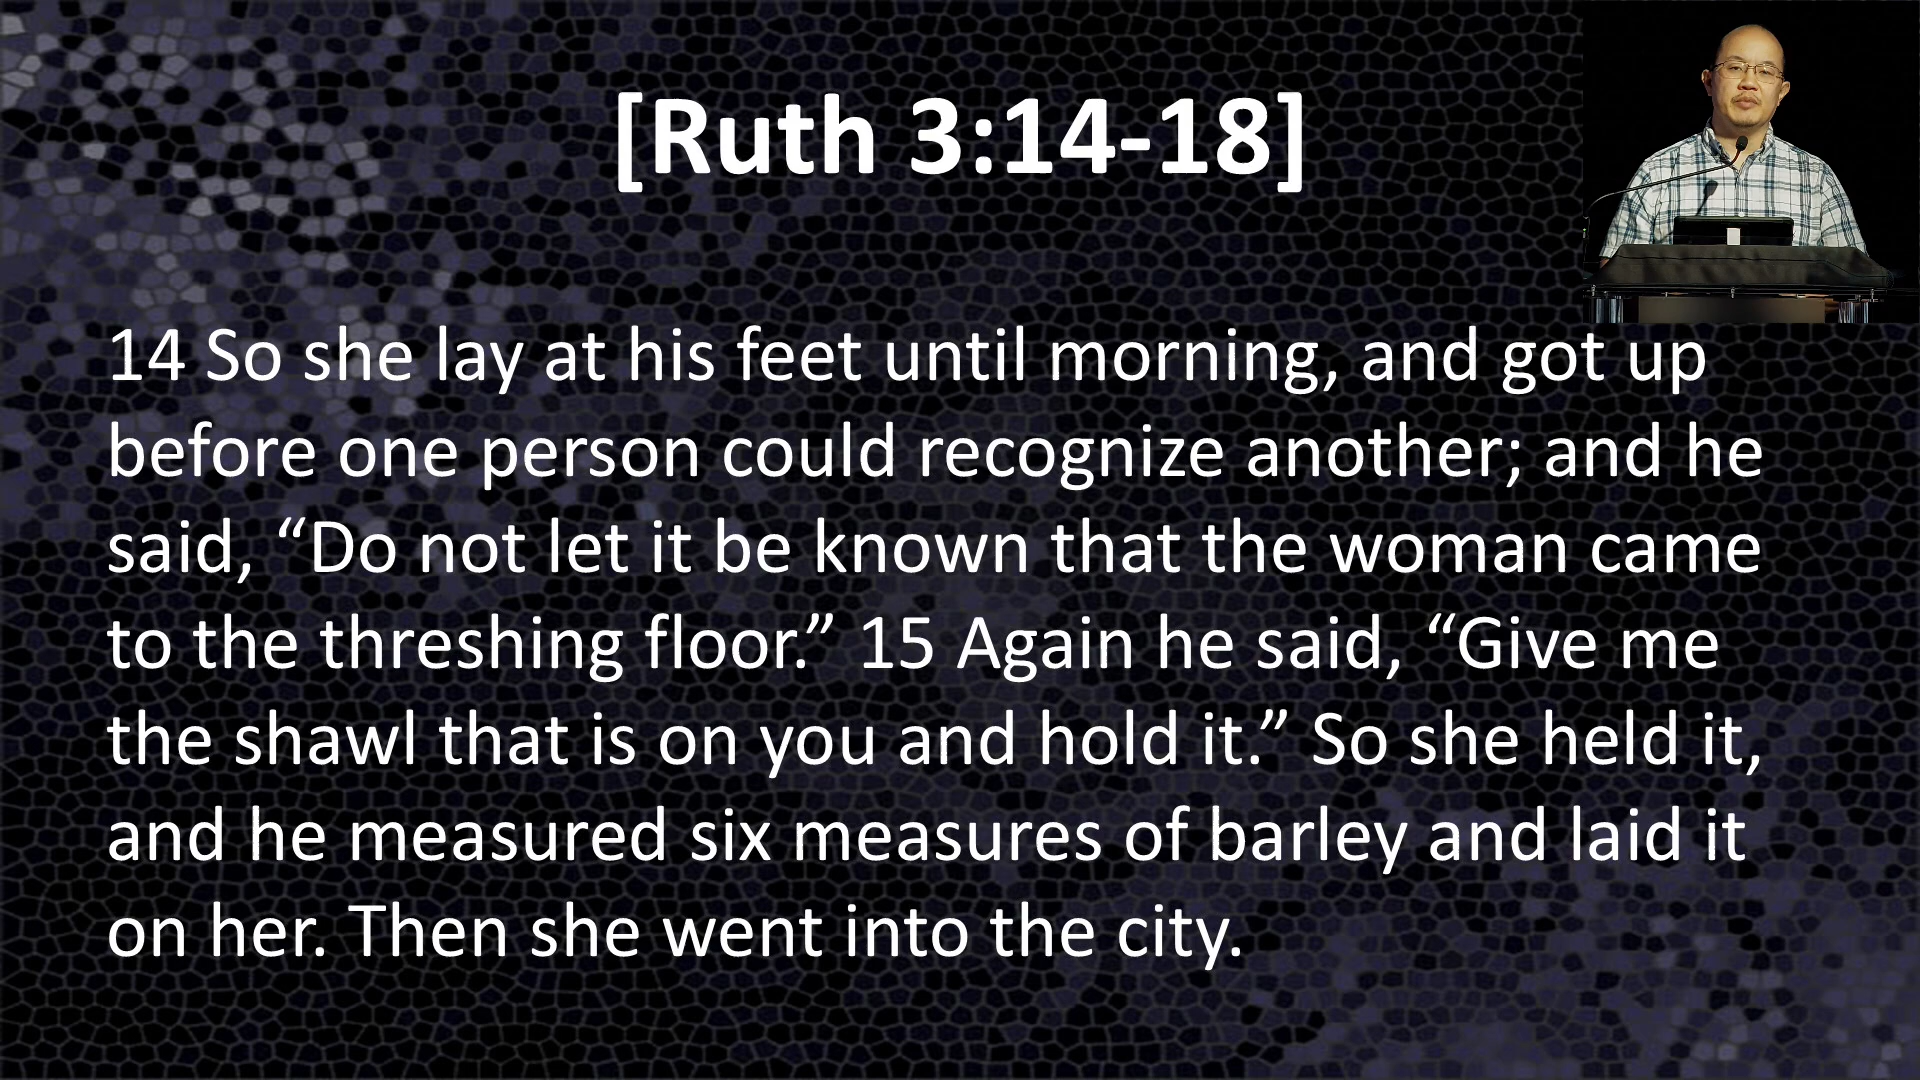 [Ruth 3:14-18]
14 So she lay at his feet until morning, and got up
before one person could recognize another; and he
said, “Do not let it be known that the woman came
to the threshing floor.” 15 Again he said, “Give me
the shawl that is on you and hold it.” So she held it,
and he measured six measures of barley and laid it
on her. Then she went into the city.